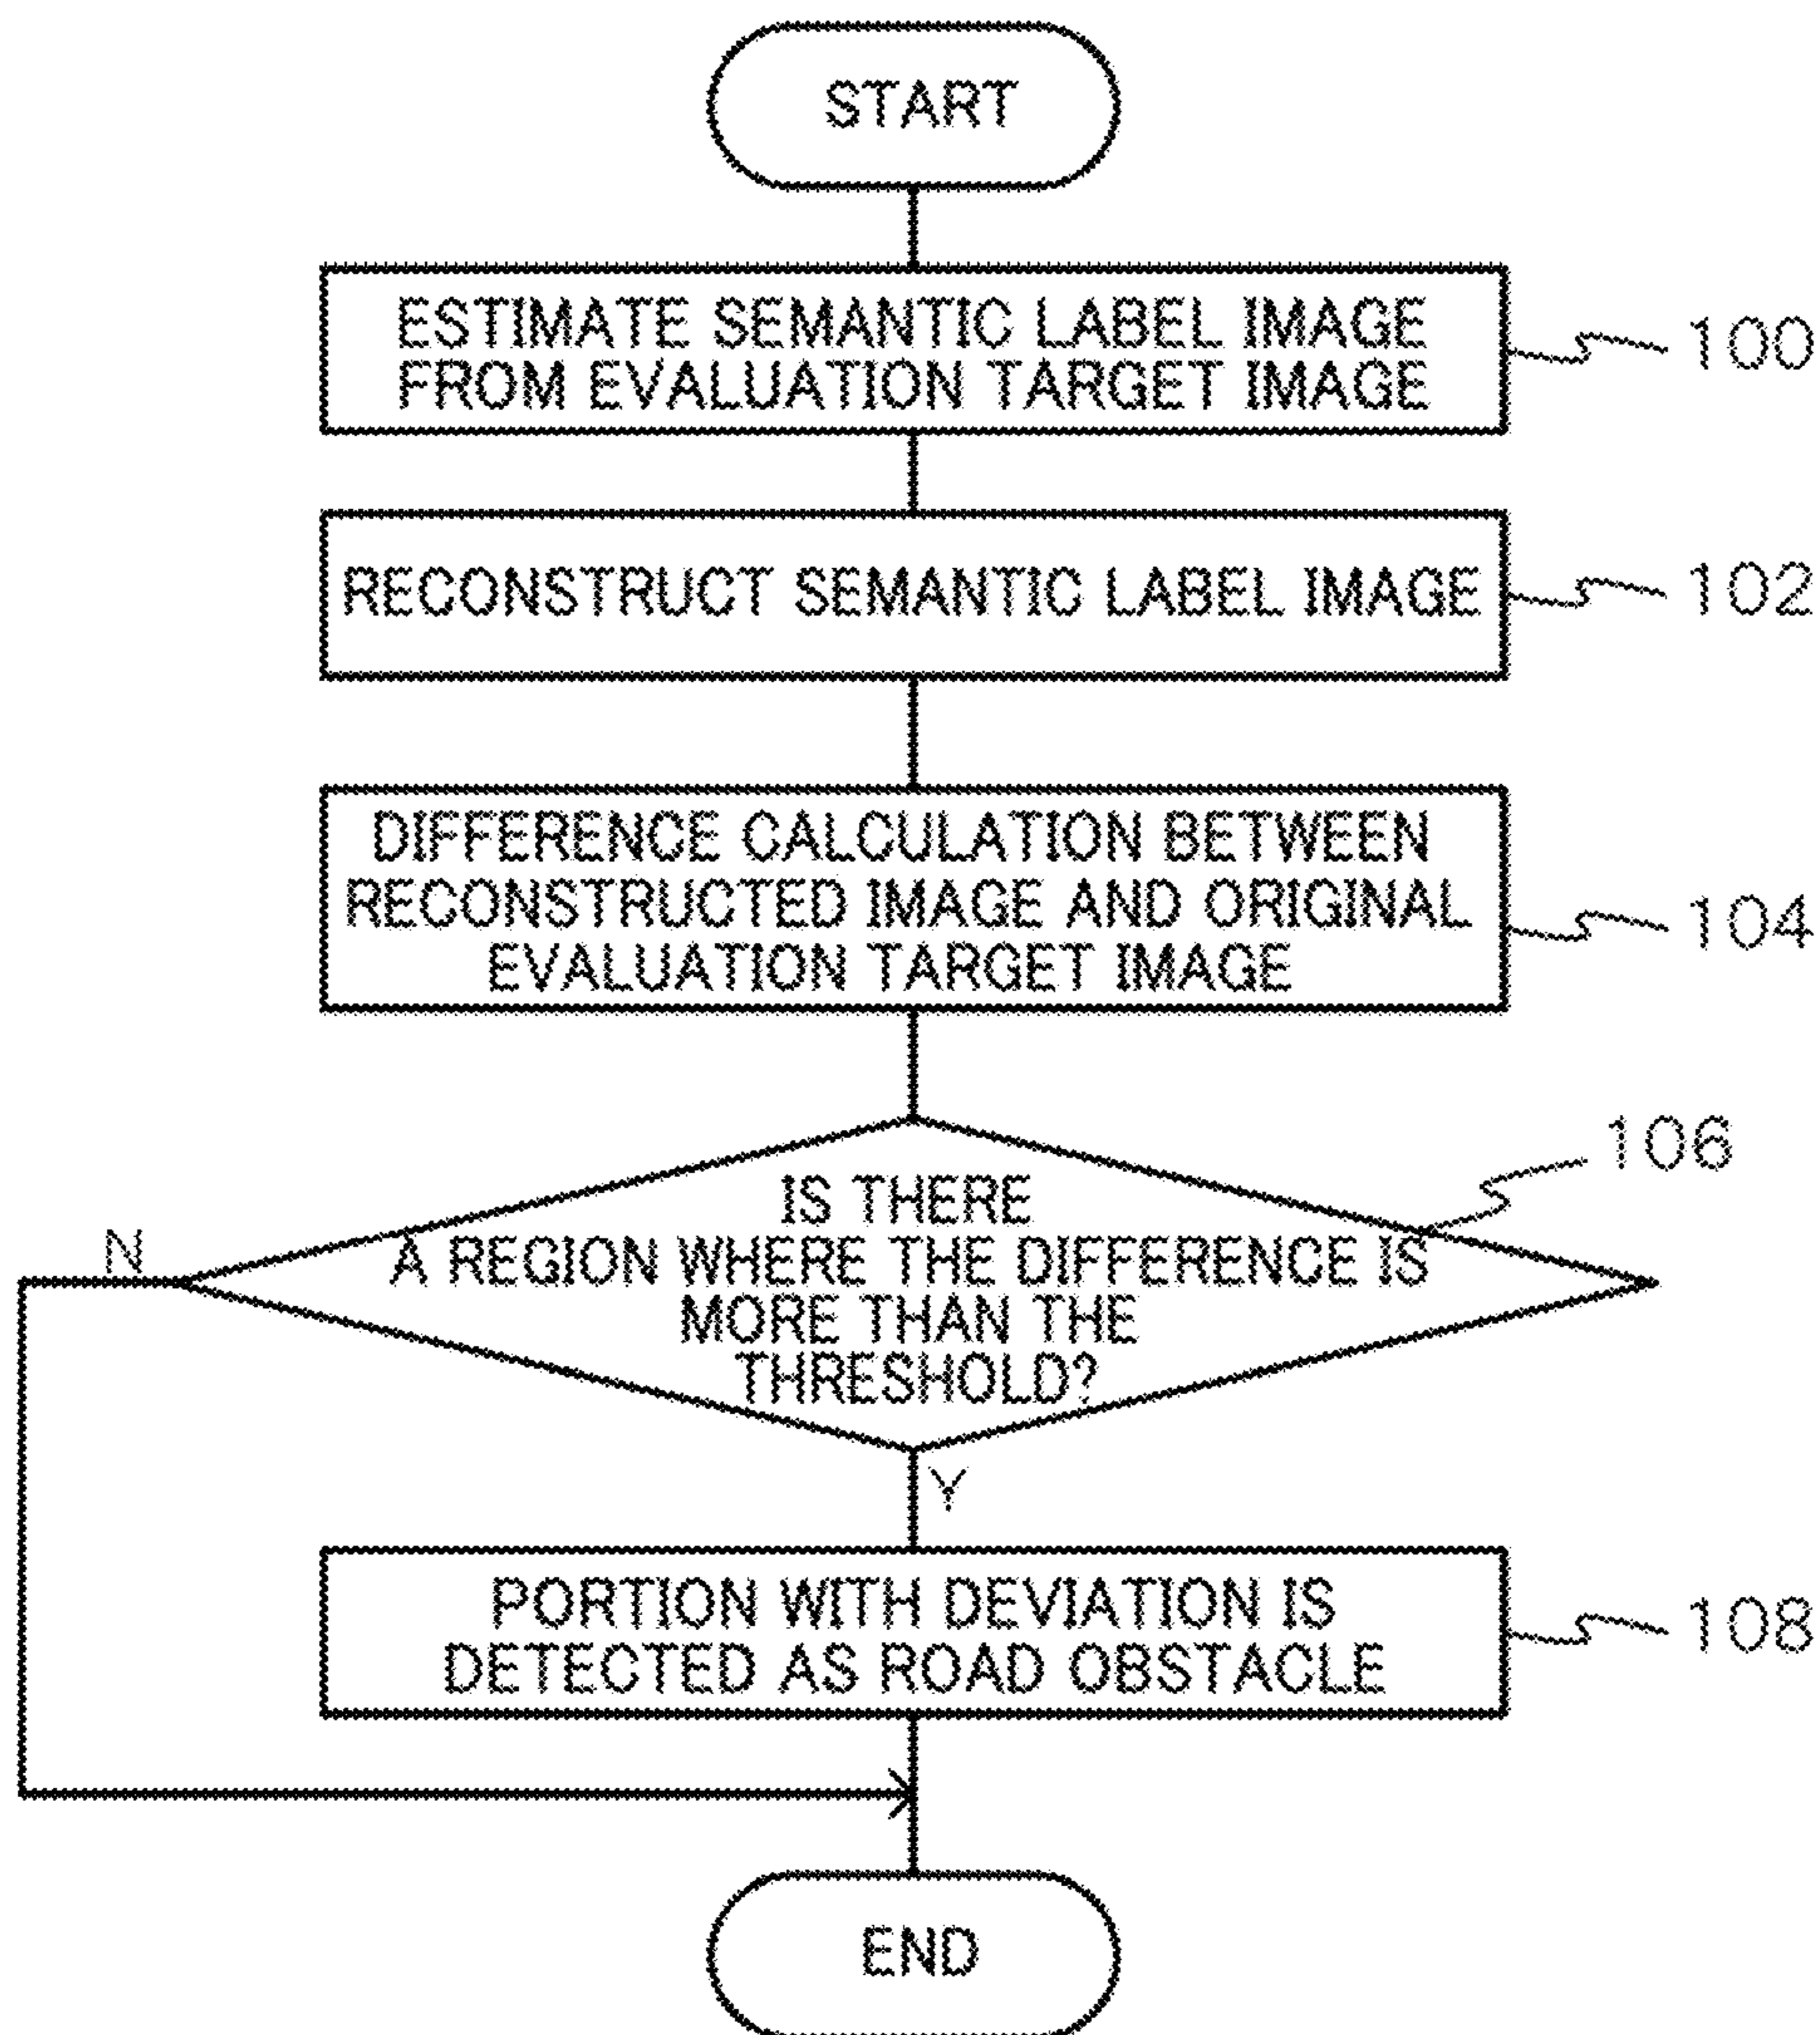 START
ESTIMATE SEMANTIC LABEL IMAGE
FROM EVALUATION TARGET IMAGE
100
RECONSTRUCT SEMANTIC LABEL IMAGE
102
DIFFERENCE CALCULATION BETWEEN
RECONSTRUCTED IMAGE AND ORIGINAL
EVALUATION TARGET IMAGE
104
106
IS THERE
A REGION WHERE THE DIFFERENCE IS
MORE THAN THE
THRESHOLD?
N
Y
PORTION WITH DEVIATION IS
DETECTED AS ROAD OBSTACLE
108
END